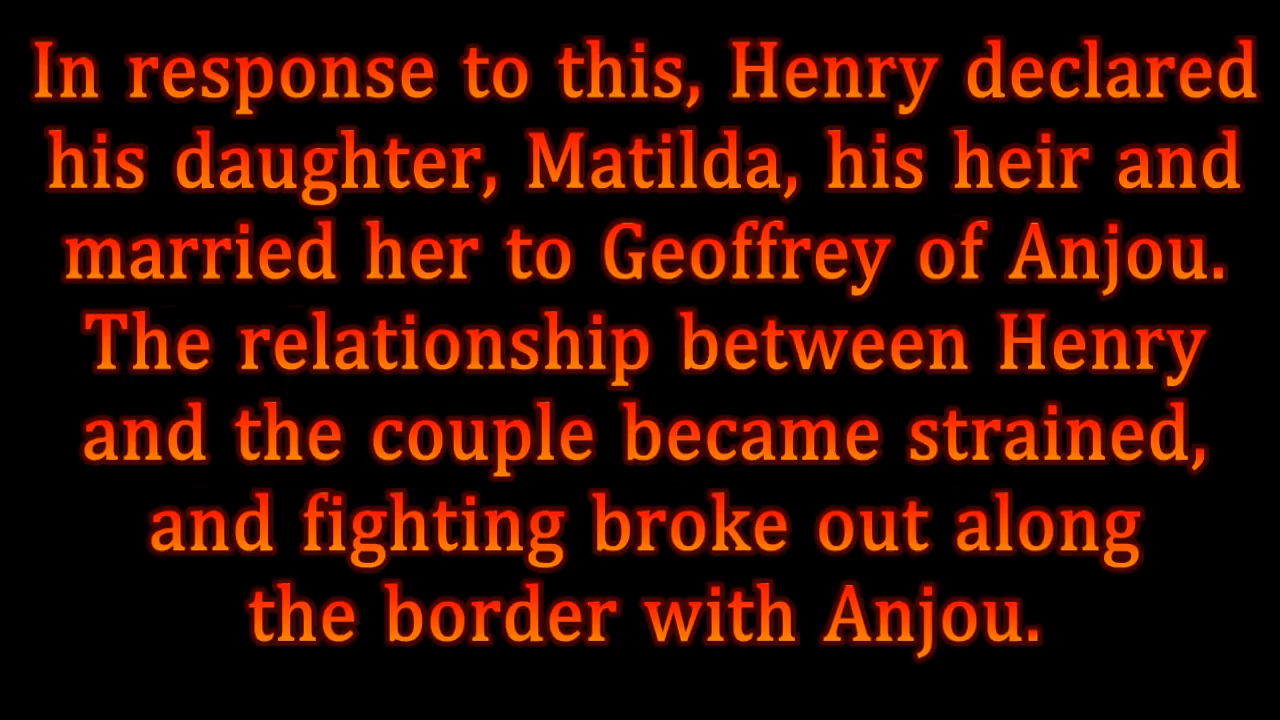 In response to this, Henry declared
his daughter, Matilda, his heir and
married her to Geoffrey of Anjou.
The relationship between Henry
and the couple became strained,
and fighting broke out along
the border with Anjou.